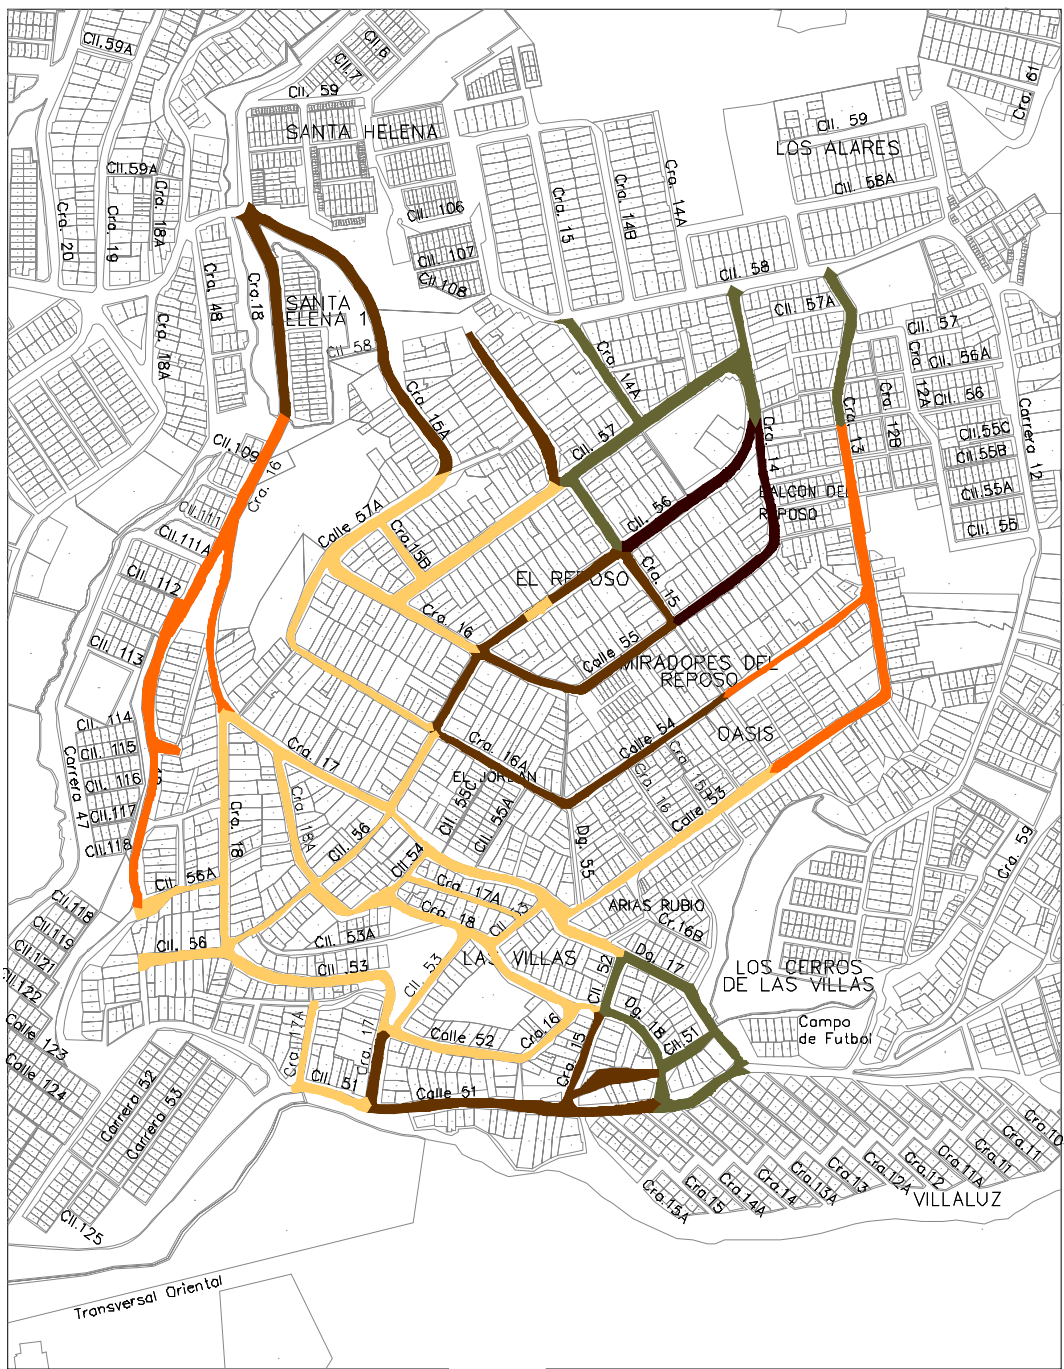 Cll. 59A
Cll.6
Cll.7
Cra. 61
Cll. 59
SANTA HELENA
Cll. 59
LOS ALARES
Cll.59A
Cra. 20
Cra. 19
Cra. 18A
Cll. 58A
Cra. 14A
Cra. 15
Cra. 14B
Cll. 106
Cll. 107
Cll.108
Cll. 58
Cra. 4B
Cra.18
SANTA
ELENA 1
Cll. 58
Cra. 18A
Cll. 57A
Cll. 57
Cll. 56A
Cra.
12A
Cll. 56
Cra. 14A
Cra. 15A
Cra. 13
Cra.
12B
Carrera 12
Cll.55C
Cll.55B
Cll.55A
Cll. 55
Cll. 57
Cra. 14
Cll.109
Cra. 16
Cll.111
Cll.111A
Cll. 56
BALCON DEL
REPOSO
Calle 57A
Cra.15B
Cll. 112
EL REPOSO
Cra. 15
Cra. 16
Cll. 113
Calle 55
MIRADORES DEL
REPOSO
Cll. 114
Cll. 115
Cll. 116
Cll.117
Cll.118
Carrera 47
Calle 54
OASIS
Cra. 17
Cra. 16A
EL JORDAN
Cll. 55C
Cll. 55A
Cra. 16
Cra. 15B
Calle 53
Cra. 18
Cra. 18A
Cll. 56
Cll.54
Dg. 55
Cra. 59
Cll. 56A
Cra. 17A
Cra. 18
ARIAS RUBIO
Cr.16B
Cll.118
Cll.119
Cll.121
Cll.122
Cll. 56
Cll. 53A
Cll. 53
Cll. 53
LAS VILLAS
Cll. 52
Dg. 17
LOS CERROS
DE LAS VILLAS
Calle 123
Calle 124
Cra. 17A
Cra. 17
Calle 52
Cra.16
Dg. 18
Cll.51
Campo
de Futbol
Carrera 52
Carrera 53
Cll. 51
Calle 51
Cra. 15
Cll.125
Cra.15A
Cra.15
Cra.14A
Cra.14
Cra.13A
Cra.13
Cra.12A
Cra.12
Cra.11A
Cra.11
Cra.11
Cra.10
VILLALUZ
Transversal Oriental